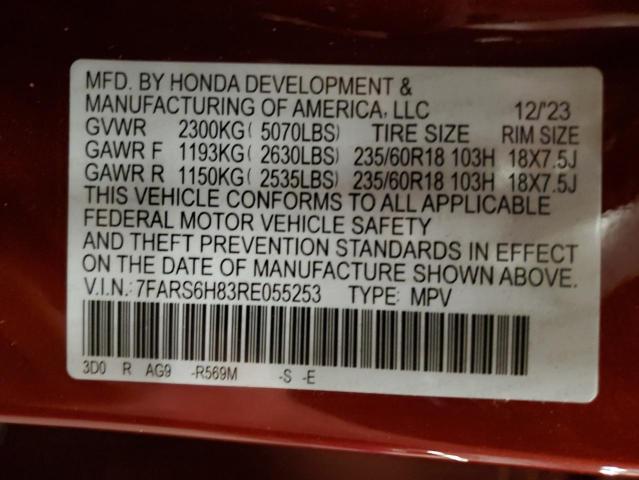 MFD. BY HONDA DEVELOPMENT &
MANUFACTURING OF AMERICA, LLC 12/'23
GVWR 2300KG( 5070LBS) TIRE SIZE RIM SIZE
GAWR F 1193KG( 2630LBS) 235/60R18 103H 18X7.5J
GAWR R 1150KG( 2535LBS) 235/60R18 103H 18X7.5J
THIS VEHICLE CONFORMS TO ALL APPLICABLE
FEDERAL MOTOR VEHICLE SAFETY
AND THEFT PREVENTION STANDARDS IN EFFECT
ON THE DATE OF MANUFACTURE SHOWN ABOVE.
V.I.N.: 7FARS6H83RE055253 TYPE: MPV
3D0 R AG9 -R569M -S -E